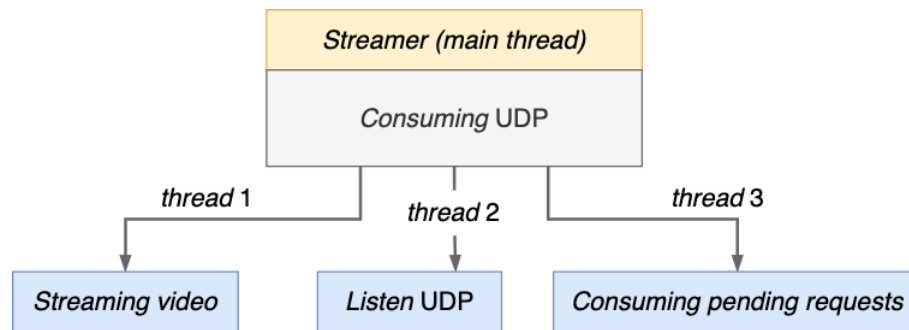 Streamer (main thread)
Consuming UDP
thread 1
thread 2
thread 3
Streaming video
Listen UDP
Consuming pending requests